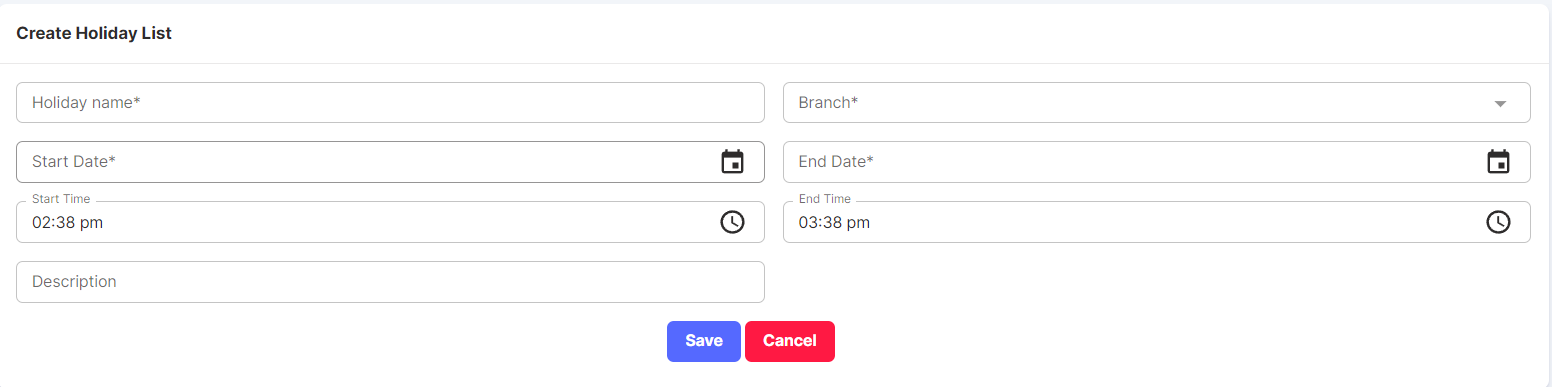 Create Holiday List
Holiday name*
Branch*
Start Date*
End Date*
Start Time
02:38 pm
End Time
03:38 pm
Description
Save
Cancel